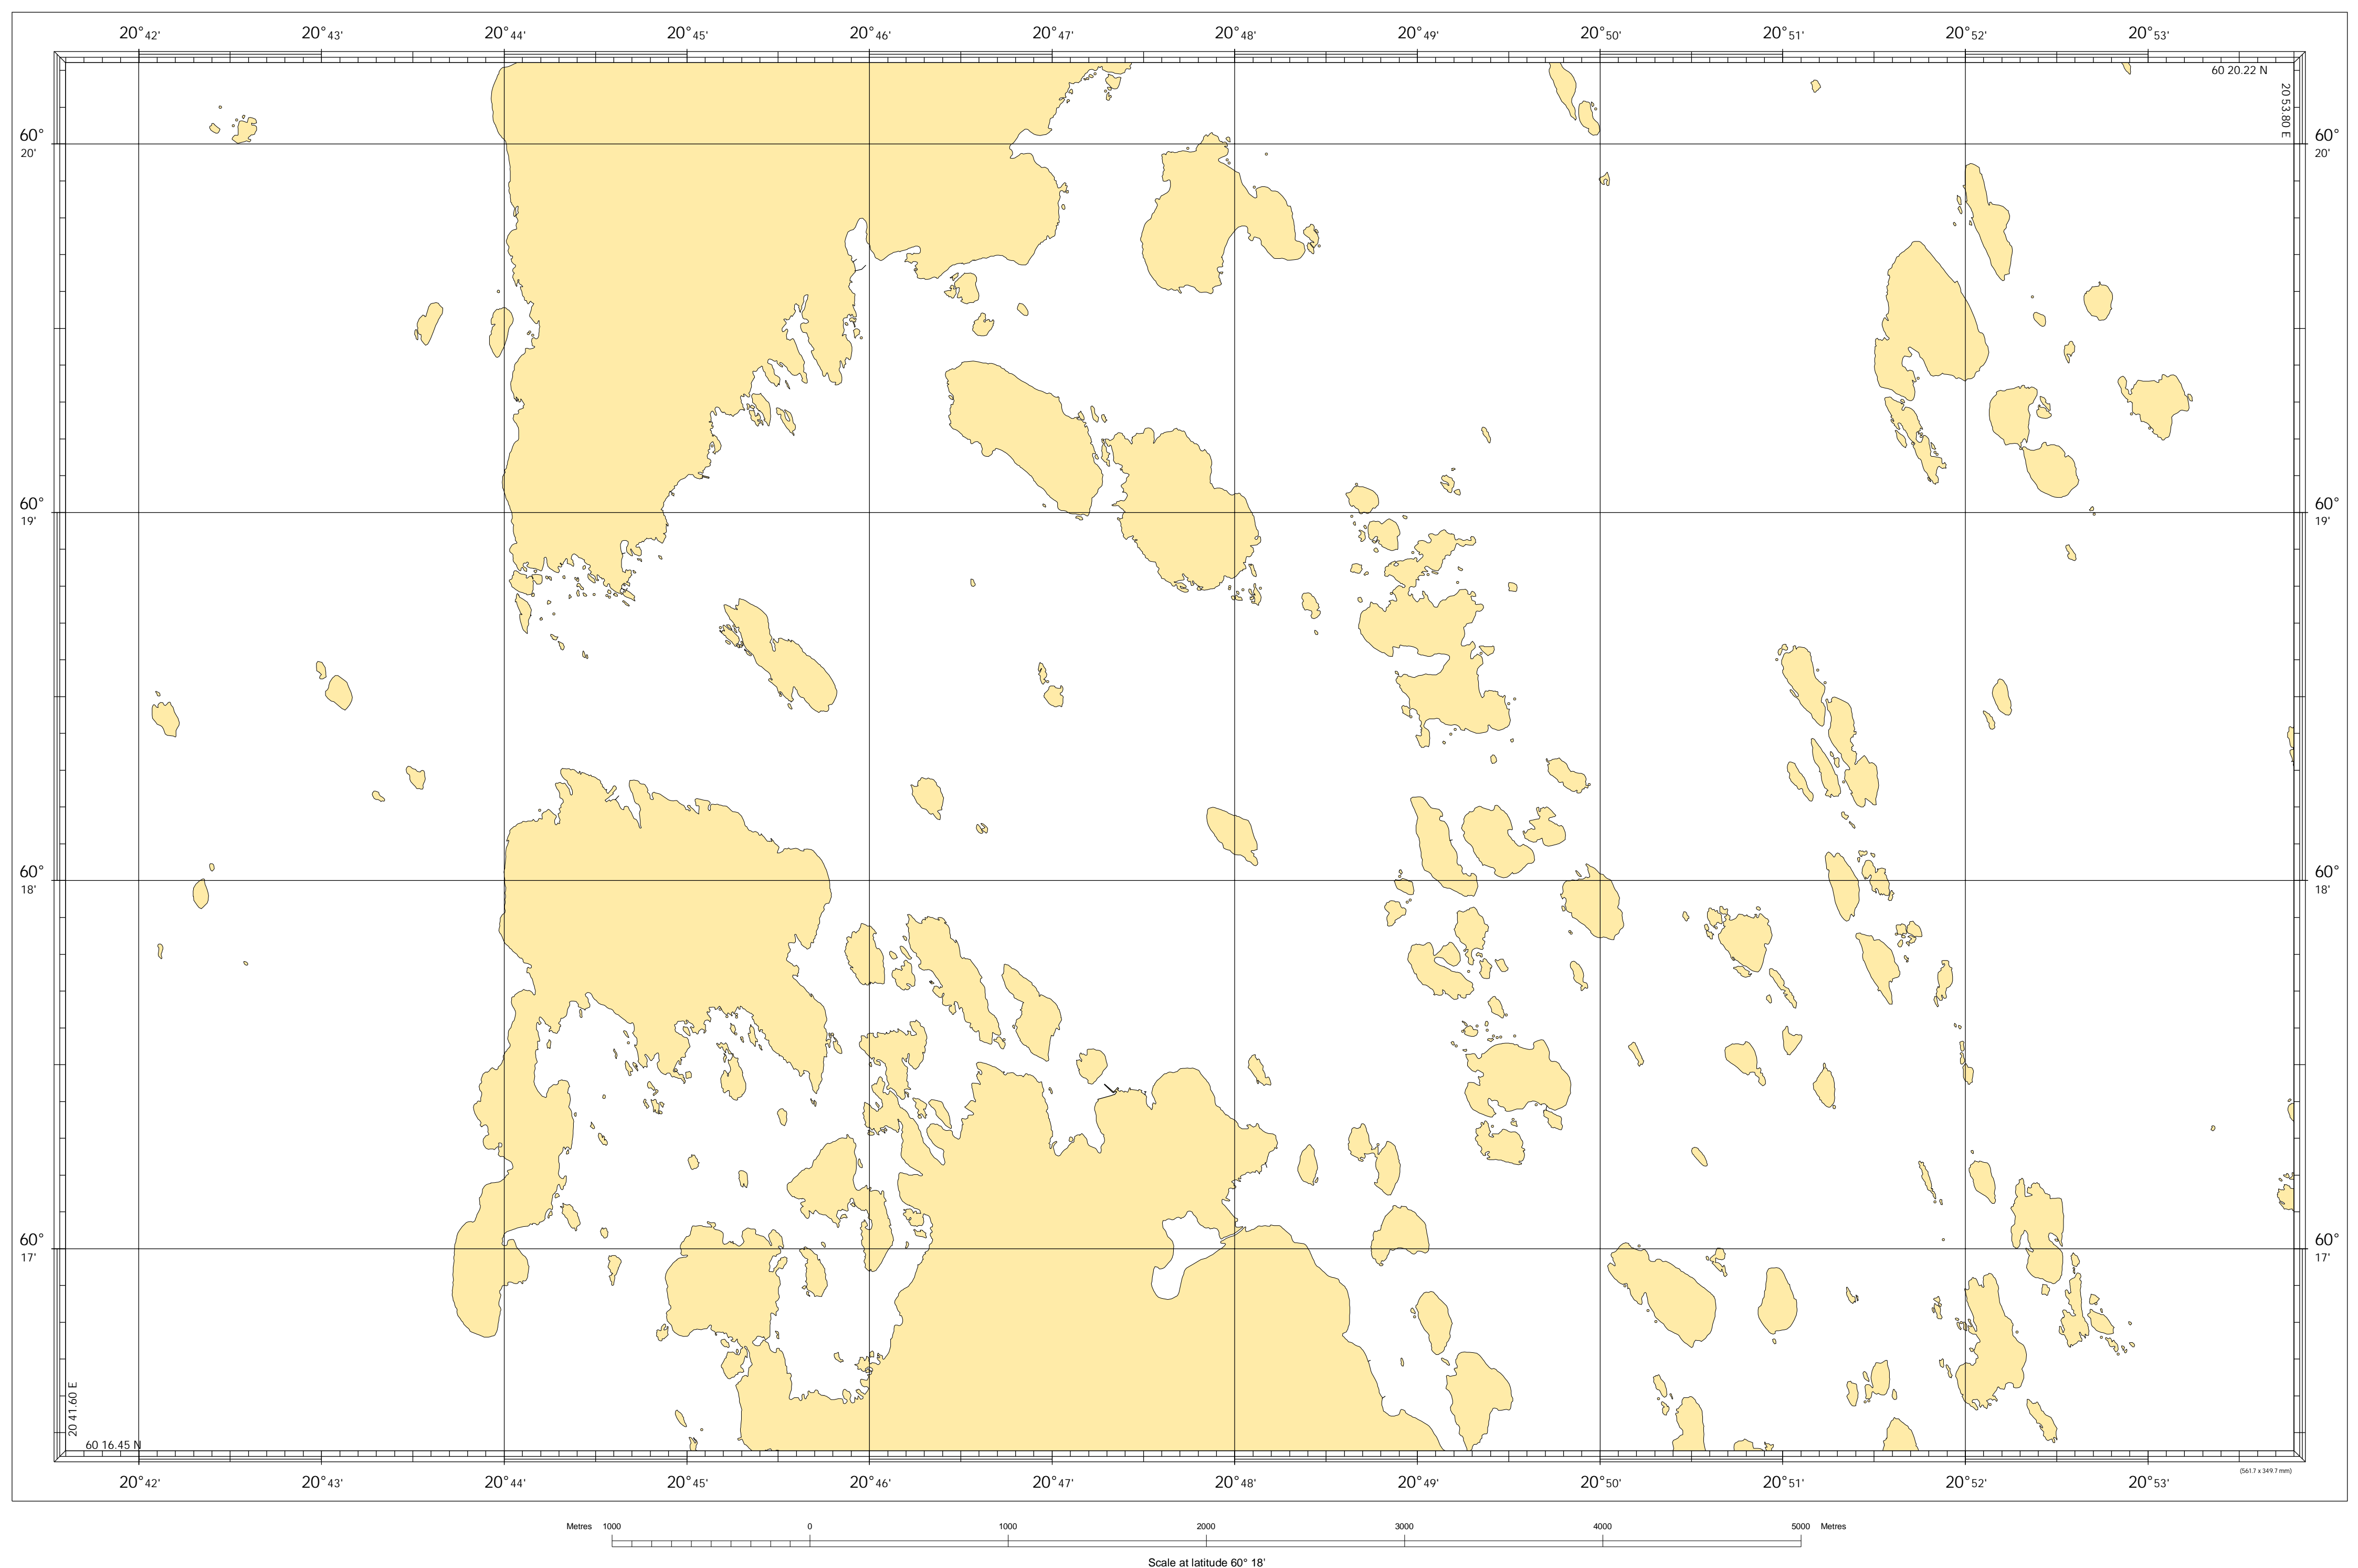 20°42' 20°43' 20°44' 20°45' 20°46' 20°47' 20°48' 20°49' 20°50' 20°51' 20°52' 20°53'
60 20.22 N
20 53.80 E
60° 60°
20' 20'
60° 60°
19' 19'
60° 60°
18' 18'
60° 60°
17' 17'
20 41.60 E
60 16.45 N
20°42' 20°43' 20°44' 20°45' 20°46' 20°47' 20°48' 20°49' 20°50' 20°51' 20°52' 20°53'
(561.7 x 349.7 mm)
Metres 1000 0 1000 2000 3000 4000 5000 Metres
Scale at latitude 60° 18'